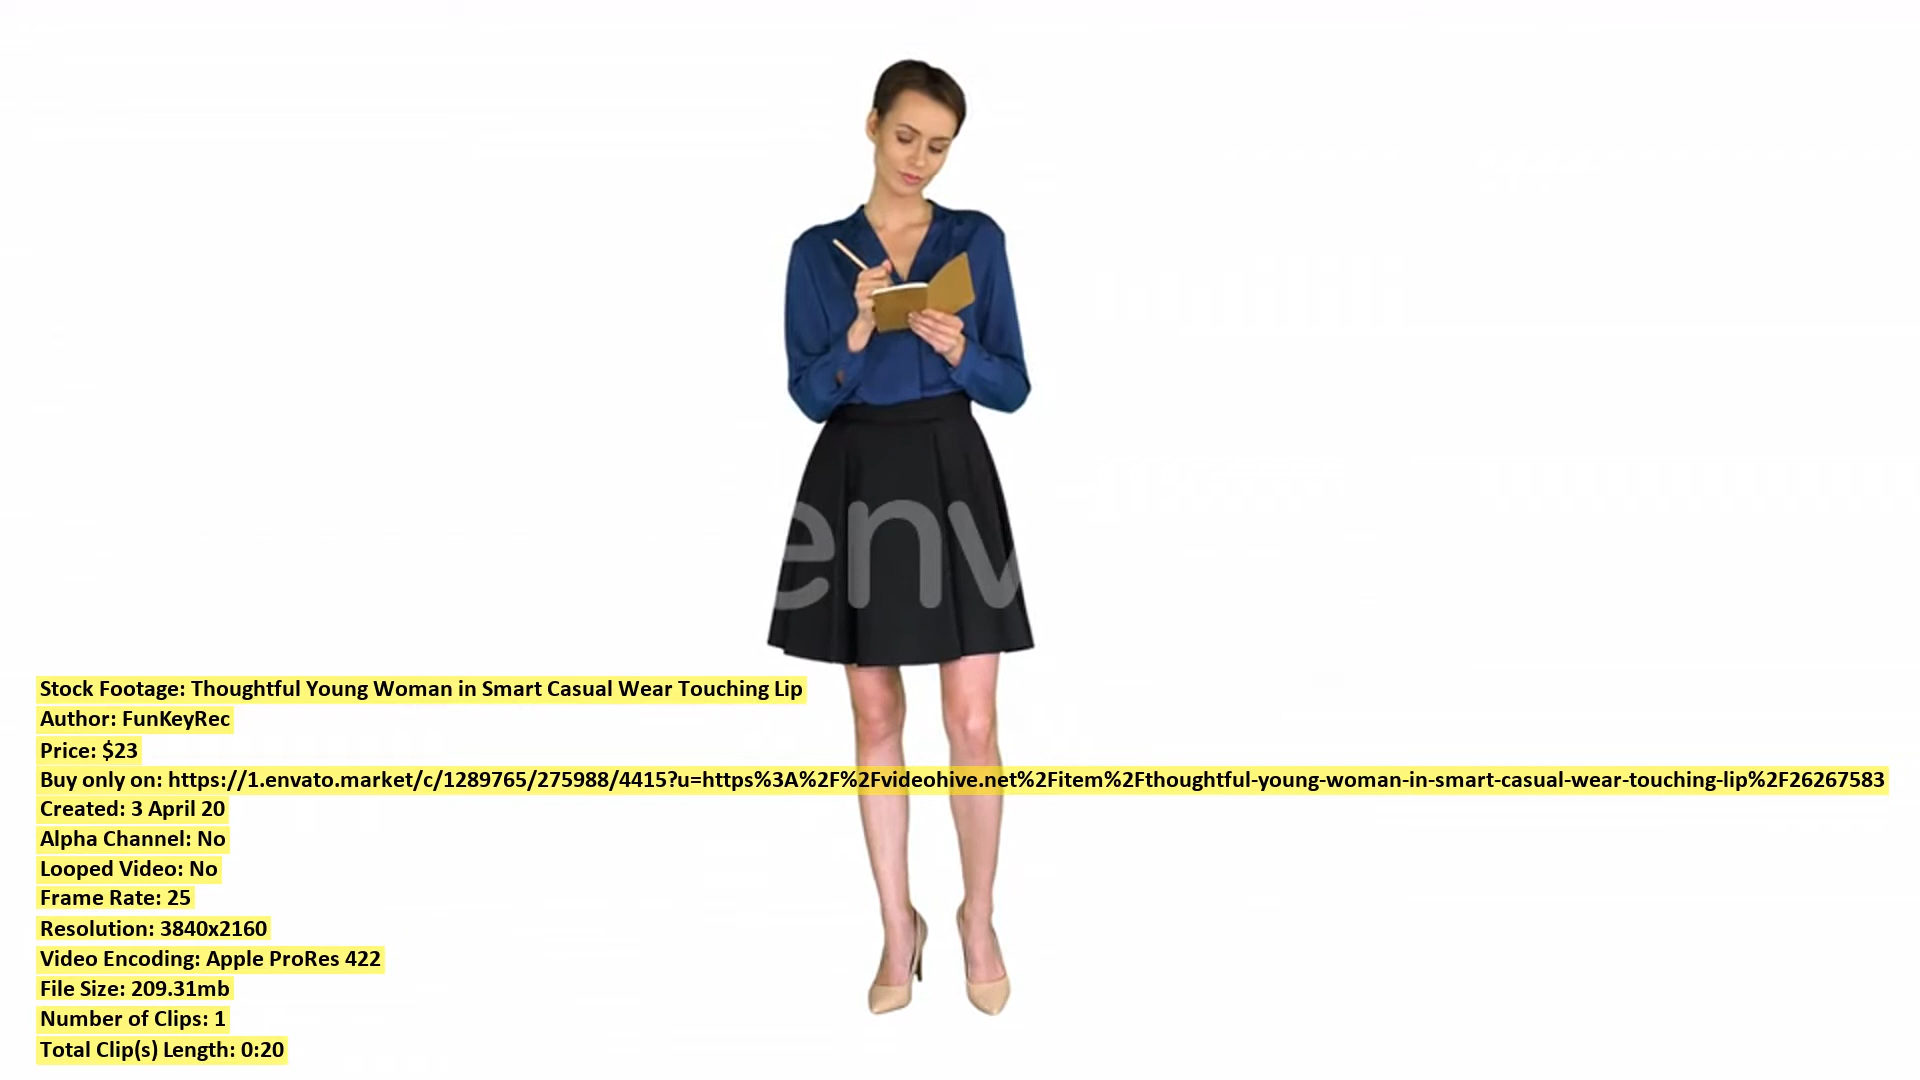 env
Stock Footage: Thoughtful Young Woman in Smart Casual Wear Touching Lip
Author: FunKeyRec
Price: $23
Buy only on: https://1.envato.market/c/1289765/275988/4415?u=https%3A%2F%2Fvideohive.net%2Fitem%2Fthoughtful-young-woman-in-smart-casual-wear-touching-lip%2F26267583
Created: 3 April 20
Alpha Channel: No
Looped Video: No
Frame Rate: 25
Resolution: 3840x2160
Video Encoding: Apple ProRes 422
File Size: 209.31mb
Number of Clips: 1
Total Clip(s) Length: 0:20